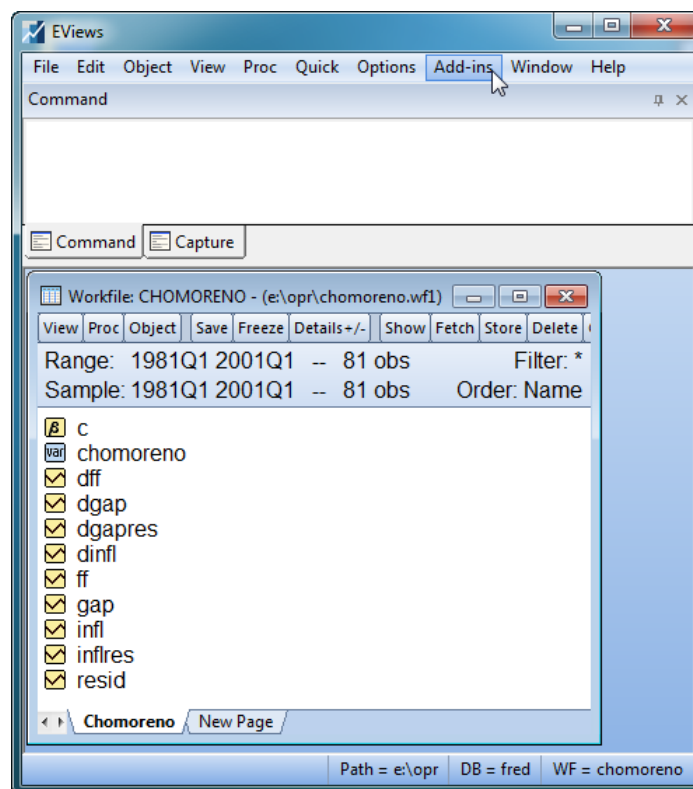 EViews
File Edit Object View Proc Quick Options Add-ins Window Help
Command
Command Capture
Workfile: CHOMORENO - (e:\opr\chomoreno.wf1)
View Proc Object Save Freeze Details+/- Show Fetch Store Delete
Range: 1981Q1 2001Q1 -- 81 obs Filter: *
Sample: 1981Q1 2001Q1 -- 81 obs Order: Name
β c
var chomoreno
dff
dgap
dgapres
dinfl
ff
gap
infl
inflres
resid
Chomoreno New Page
Path = e:\opr DB = fred WF = chomoreno